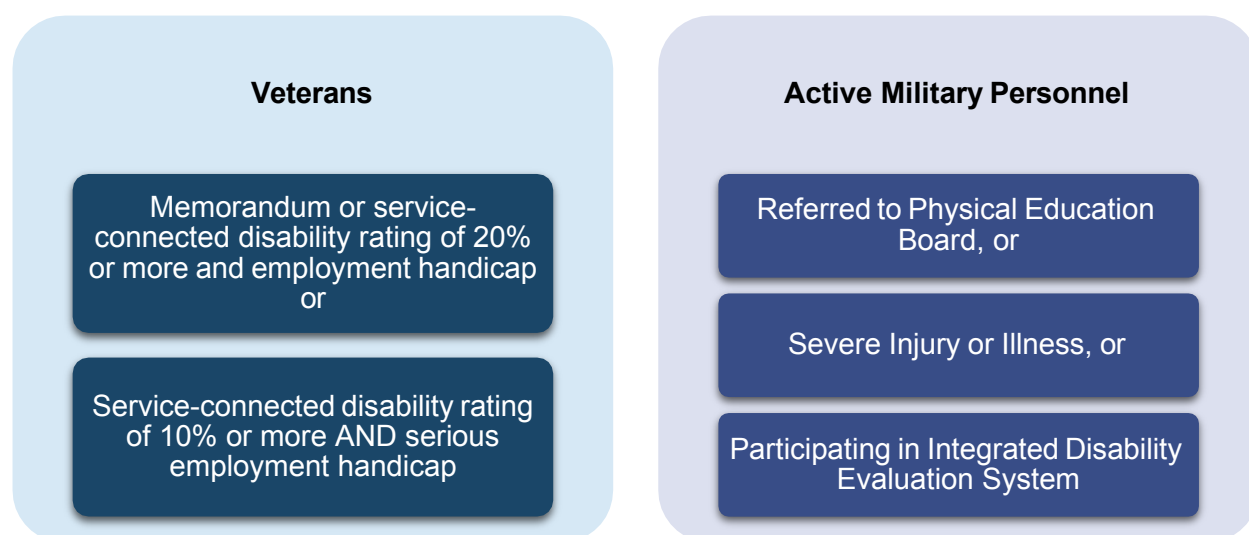 Veterans
Memorandum or service-
connected disability rating of 20%
or more and employment handicap
or
Service-connected disability rating
of 10% or more AND serious
employment handicap
Active Military Personnel
Referred to Physical Education
Board, or
Severe Injury or Illness, or
Participating in Integrated Disability
Evaluation System